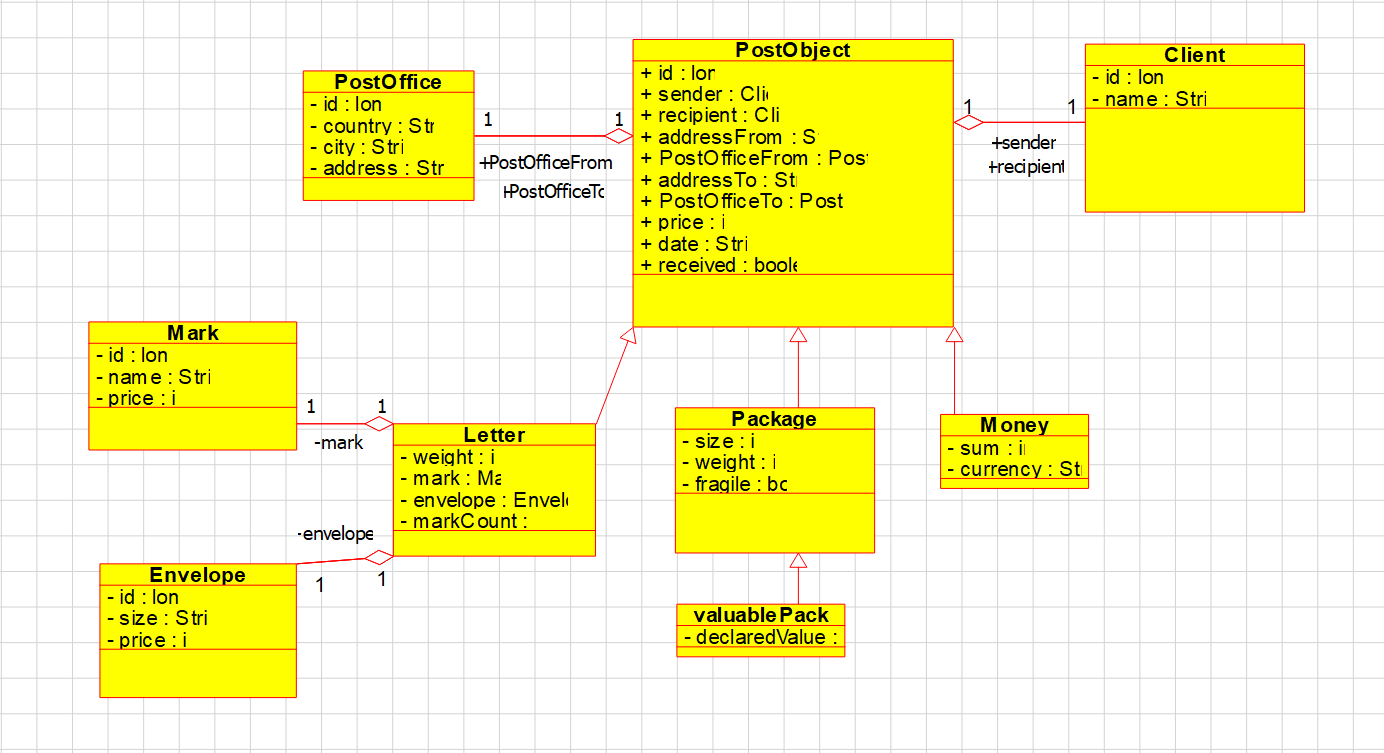 PostObject
+ id : lon
+ sender : Cli
+ recipient : Cli
+ addressFrom : S
+ PostOfficeFrom : Pos
+ addressTo : St
+ PostOfficeTo : Post
+ price : i
+ date : Stri
+ received : boole
Client
- id : lon
- name : Stri
PostOffice
- id : lon
- country : Str
- city : Stri
- address : Str
1
1
+PostOfficeFrom
+PostOfficeTo
1
1
+sender
+recipient
Mark
- id : lon
- name : Stri
- price : i
1
1
-mark
Letter
- weight : i
- mark : Ma
- envelope : Envel
- markCount :
Package
- size : i
- weight : i
- fragile : bo
Money
- sum : i
- currency : St
-envelope
1
1
Envelope
- id : lon
- size : Stri
- price : i
valuablePack
- declaredValue :